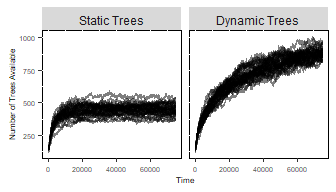 Static Trees Dynamic Trees
Number of Trees Available
1000
750
500
250
0 20000 40000 60000 0 20000 40000 60000
Time